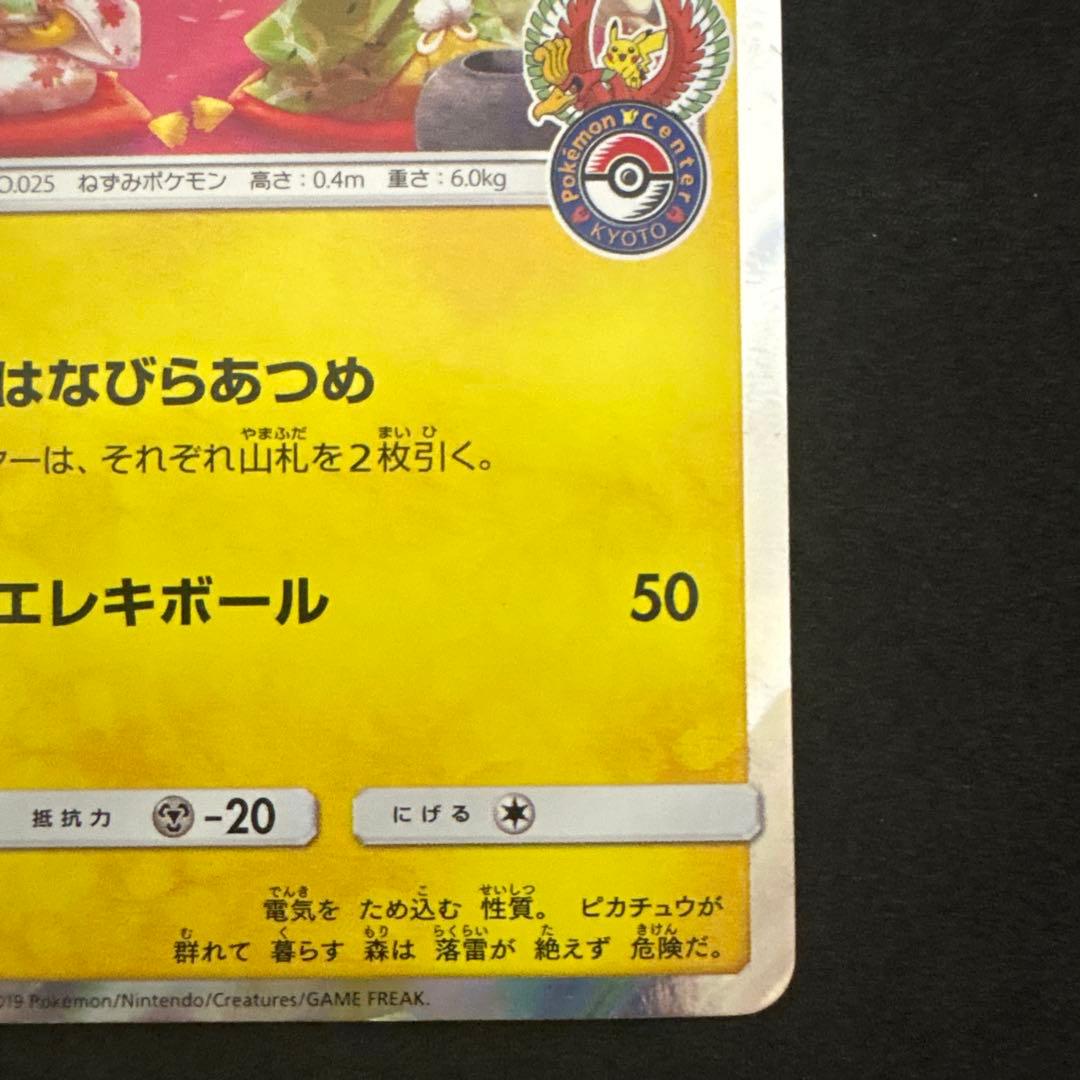 Pokémon Center
KYOTO
O.025 ねずみポケモン 高さ：0.4m 重さ：6.0kg
はなびらあつめ
ーは、それぞれ山札を2枚引く。
やまふだ まい ひ
エレキボール 50
抵抗力 -20 にげる
でんき こ せいしつ
電気を ため込む 性質。 ピカチュウが
む く もり らくらい た きけん
群れて 暮らす 森は 落雷が 絶えず 危険だ。
19 Pokémon/Nintendo/Creatures/GAME FREAK.